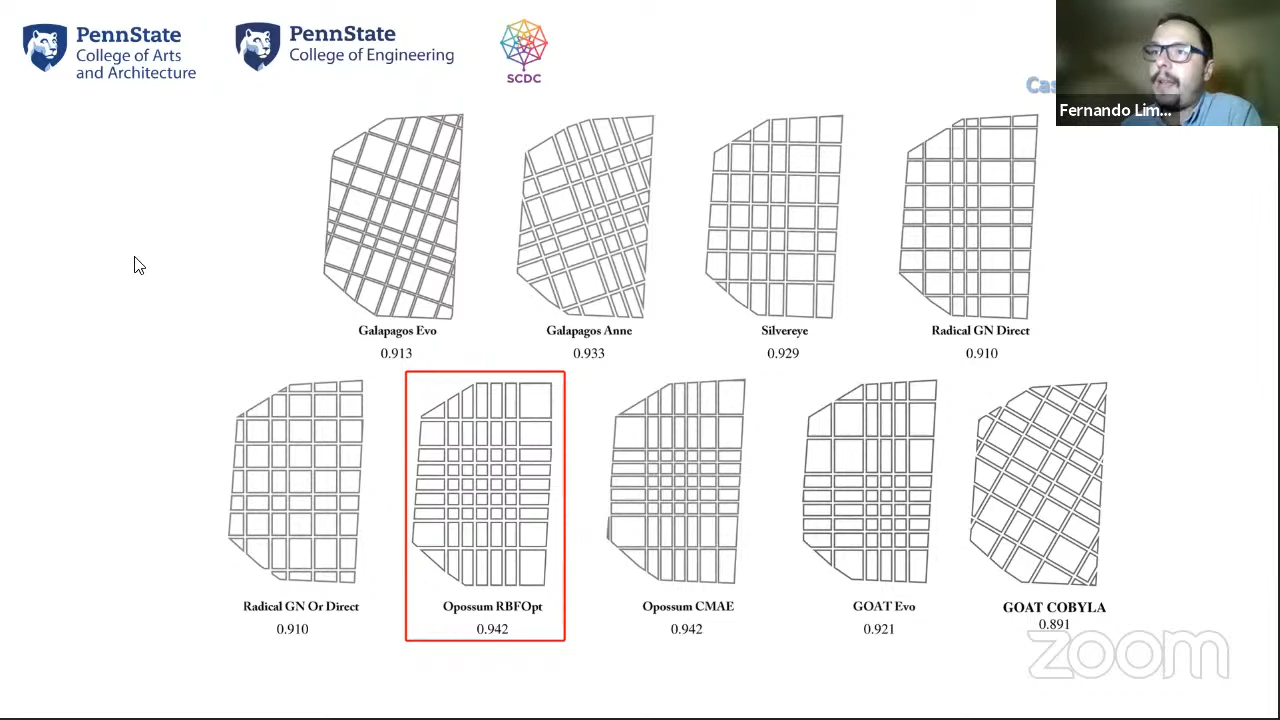 PennState
College of Arts
and Architecture
PennState
College of Engineering
SCDC
Fernando Lim...
Galapagos Evo
0.913
Galapagos Anne
0.933
Silvereye
0.929
Radical GN Direct
0.910
Radical GN Or Direct
0.910
Opossum RBFOpt
0.942
Opossum CMAE
0.942
GOAT Evo
0.921
GOAT COBYLA
0.891
zoom